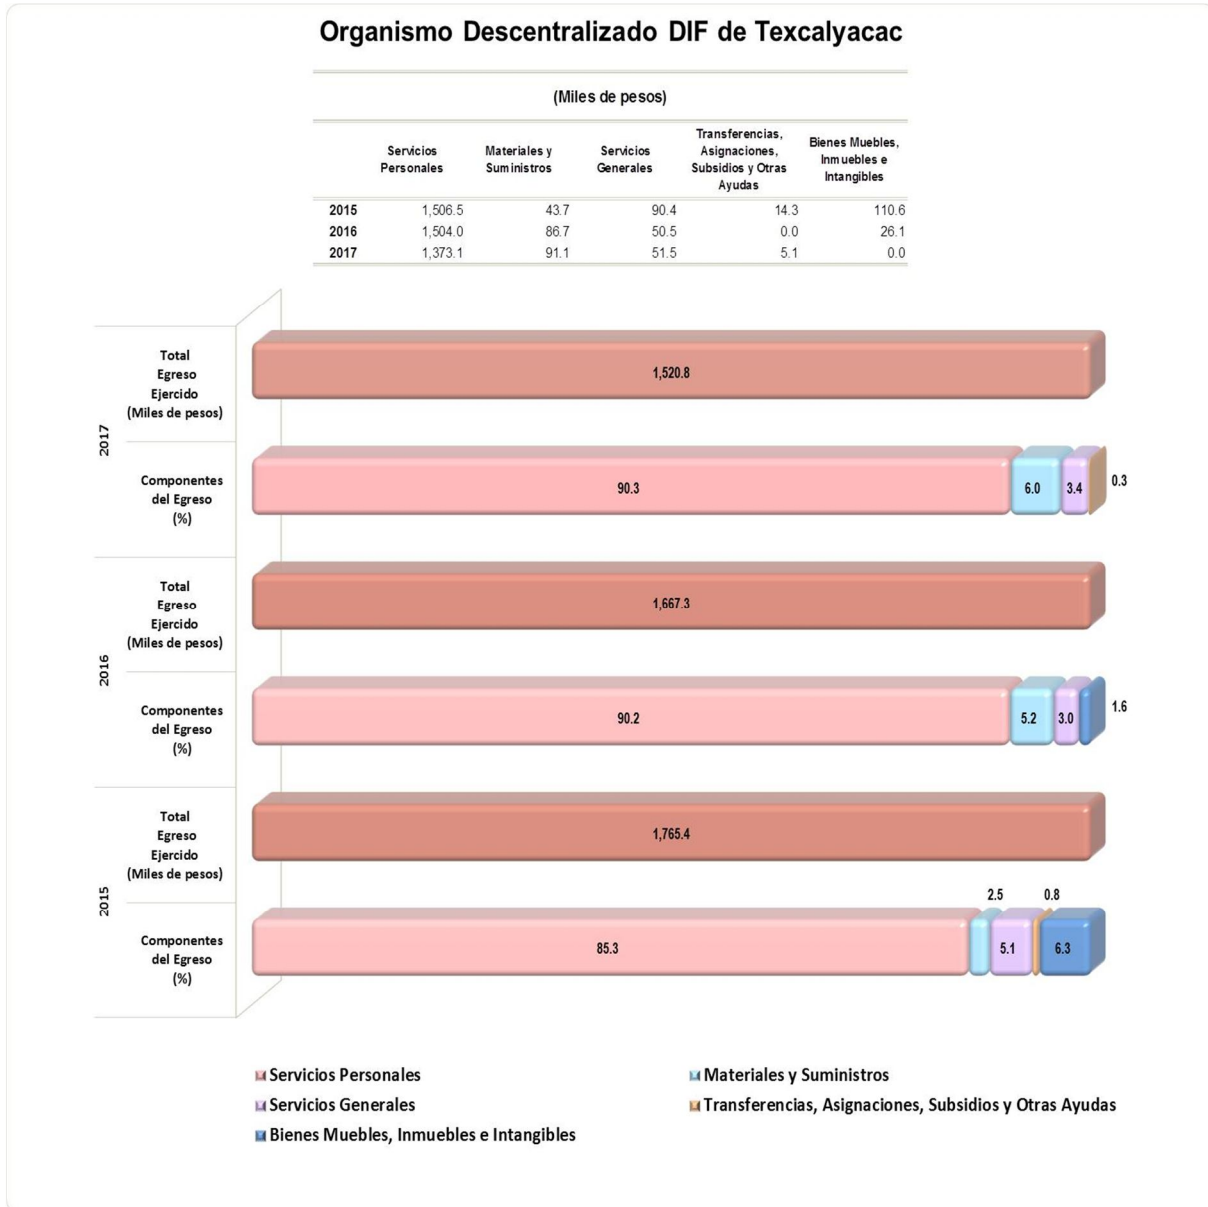 Organismo Descentralizado DIF de Texcalyacac
(Miles de pesos)
Servicios Personales Materiales y Suministros Servicios Generales Transferencias, Asignaciones, Subsidios y Otras Ayudas Bienes Muebles, Inmuebles e Intangibles
2015 1,506.5 43.7 90.4 14.3 110.6
2016 1,504.0 86.7 50.5 0.0 26.1
2017 1,373.1 91.1 51.5 5.1 0.0
2017
Total
Egreso
Ejercido
(Miles de pesos)
1,520.8
Componentes
del Egreso
(%)
90.3 6.0 3.4 0.3
2016
Total
Egreso
Ejercido
(Miles de pesos)
1,667.3
Componentes
del Egreso
(%)
90.2 5.2 3.0 1.6
2015
Total
Egreso
Ejercido
(Miles de pesos)
1,765.4
Componentes
del Egreso
(%)
85.3 2.5 5.1 0.8 6.3
Servicios Personales Materiales y Suministros
Servicios Generales Transferencias, Asignaciones, Subsidios y Otras Ayudas
Bienes Muebles, Inmuebles e Intangibles